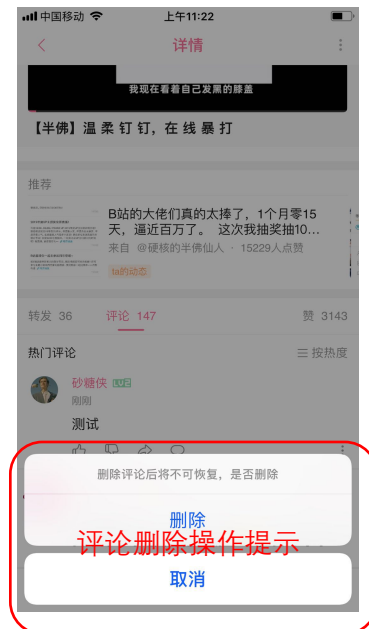 中国移动
上午11:22
详情
我现在看着自己发黑的膝盖
【半佛】温 柔 钉 钉，在 线 暴 打
推荐
B站的大佬们真的太捧了，1个月零15
天，逼近百万了。 这次我抽奖抽10...
来自 @硬核的半佛仙人 · 15229人点赞
ta的动态
转发 36
评论 147
赞 3143
热门评论
按热度
砂糖侠
刚刚
测试
删除评论后将不可恢复，是否删除
删除
评论删除操作提示
取消